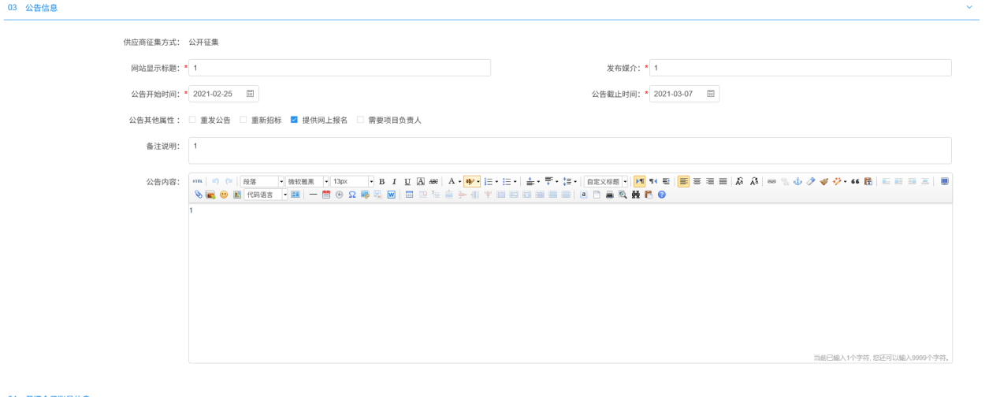 03 公告信息
供应商征集方式： 公开征集
网站显示标题：* 1 发布媒介：* 1
公告开始时间：* 2021-02-25 公告截止时间：* 2021-03-07
公告其他属性： 重发公告 重新招标 提供网上报名 需要项目负责人
备注说明： 1
公告内容： HTML 段落 微软雅黑 13px B I U A ABC A 自定义标题
代码语言
1
当前已输入1个字符, 您还可以输入9999个字符。